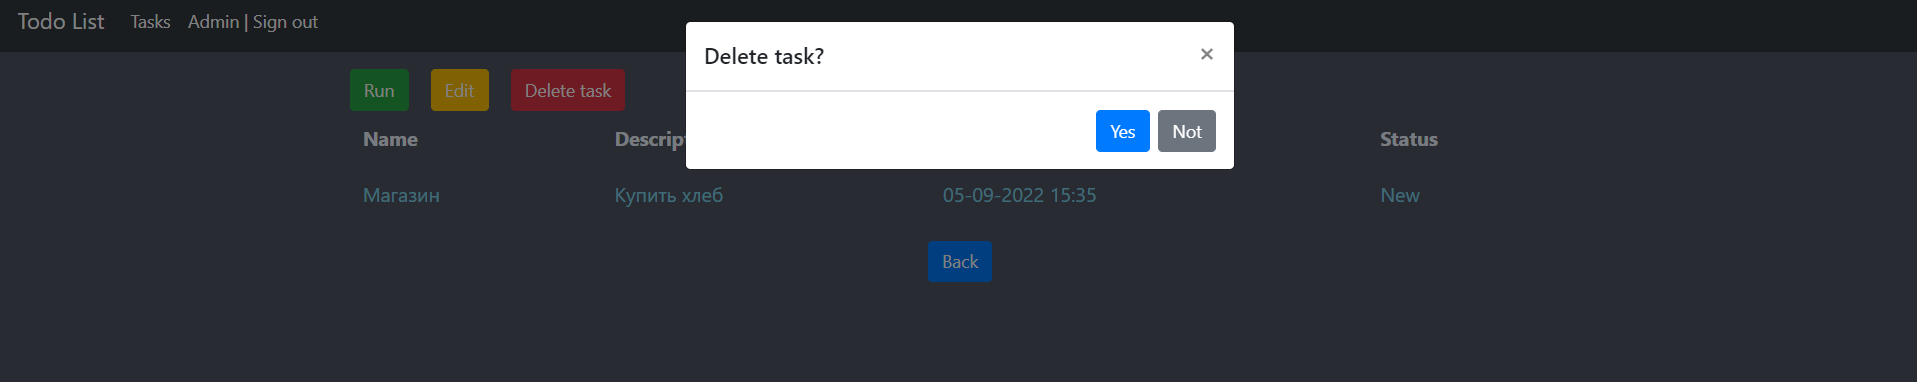 Todo List Tasks Admin | Sign out
Delete task? ×
Run Edit Delete task
Yes Not
Name Status
Магазин Купить хлеб 05-09-2022 15:35 New
Back